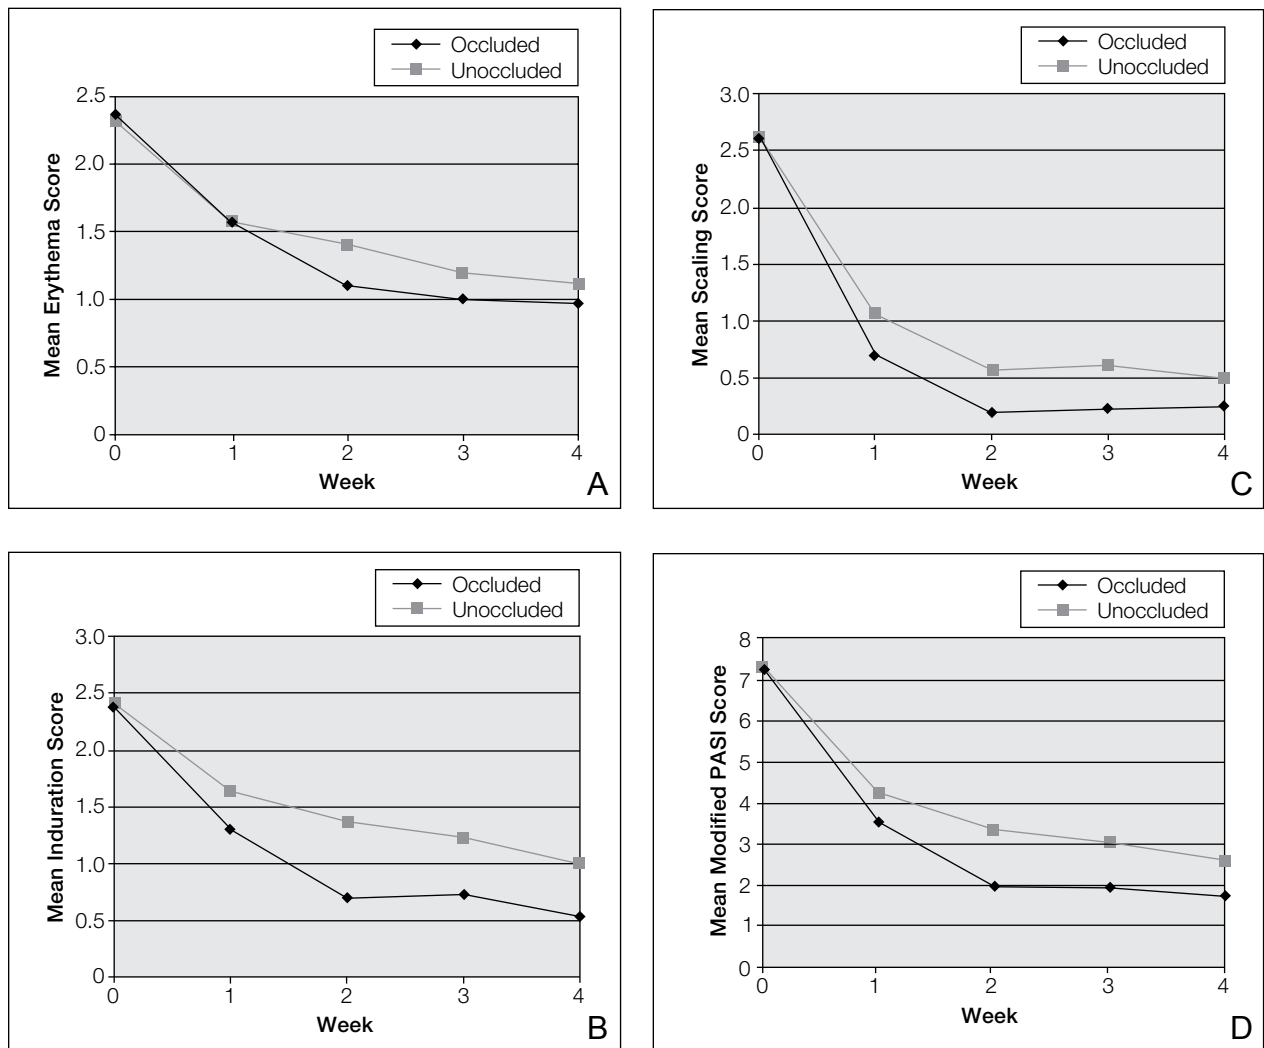 Occluded
Unoccluded
2.5
2.0
1.5
1.0
0.5
0
Mean Erythema Score
0 1 2 3 4
Week
A
Occluded
Unoccluded
3.0
2.5
2.0
1.5
1.0
0.5
0
Mean Scaling Score
0 1 2 3 4
Week
C
Occluded
Unoccluded
3.0
2.5
2.0
1.5
1.0
0.5
0
Mean Induration Score
0 1 2 3 4
Week
B
Occluded
Unoccluded
8
7
6
5
4
3
2
1
0
Mean Modified PASI Score
0 1 2 3 4
Week
D